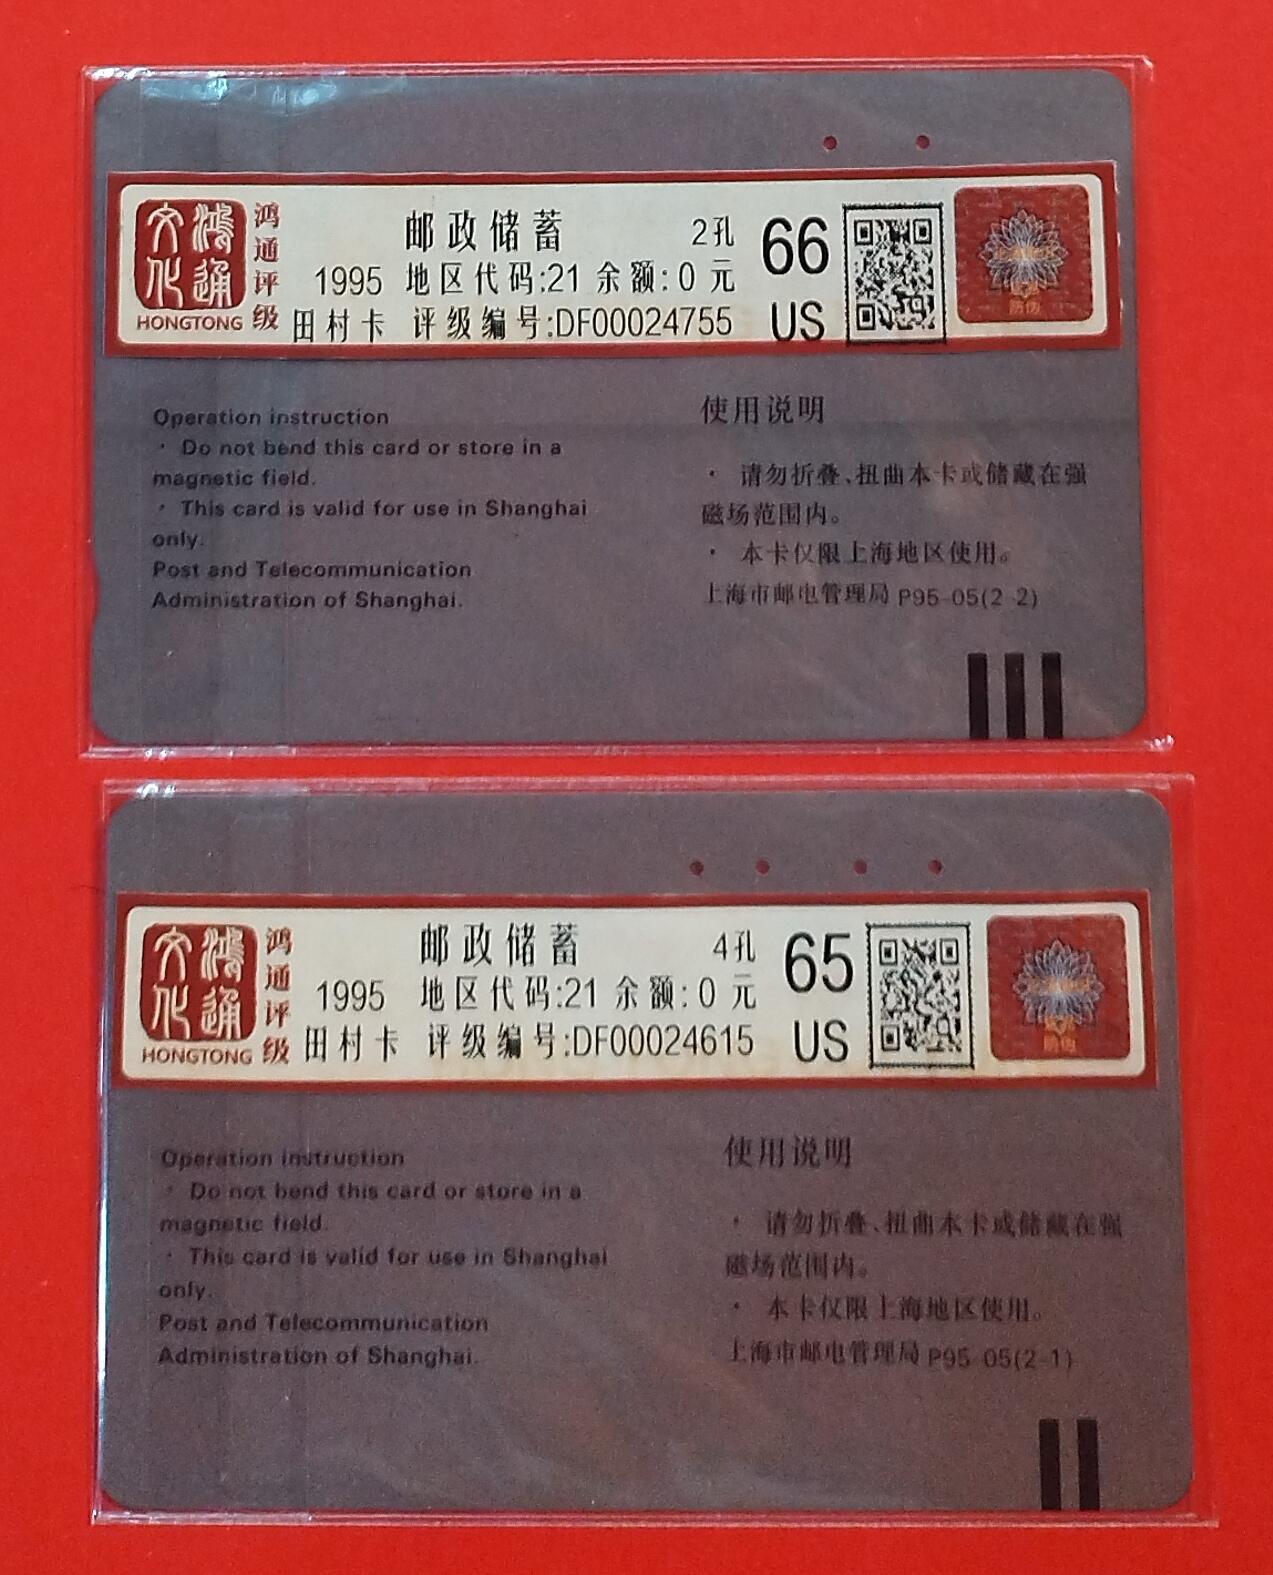 鸿通文化
HONGTONG
鸿通评级
邮政储蓄 2孔
1995 地区代码:21 余额:0 元
田村卡 评级编号:DF00024755
66
US
防伪
Operation instruction
· Do not bend this card or store in a
magnetic field.
· This card is valid for use in Shanghai
only.
Post and Telecommunication
Administration of Shanghai.
使用说明
· 请勿折叠、扭曲本卡或储藏在强
磁场范围内。
· 本卡仅限上海地区使用。
上海市邮电管理局 P95-05(2-2)
鸿通文化
HONGTONG
鸿通评级
邮政储蓄 4孔
1995 地区代码:21 余额:0 元
田村卡 评级编号:DF00024615
65
US
防伪
Operation instruction
· Do not bend this card or store in a
magnetic field.
· This card is valid for use in Shanghai
only.
Post and Telecommunication
Administration of Shanghai.
使用说明
· 请勿折叠、扭曲本卡或储藏在强
磁场范围内。
· 本卡仅限上海地区使用。
上海市邮电管理局 P95-05(2-1)